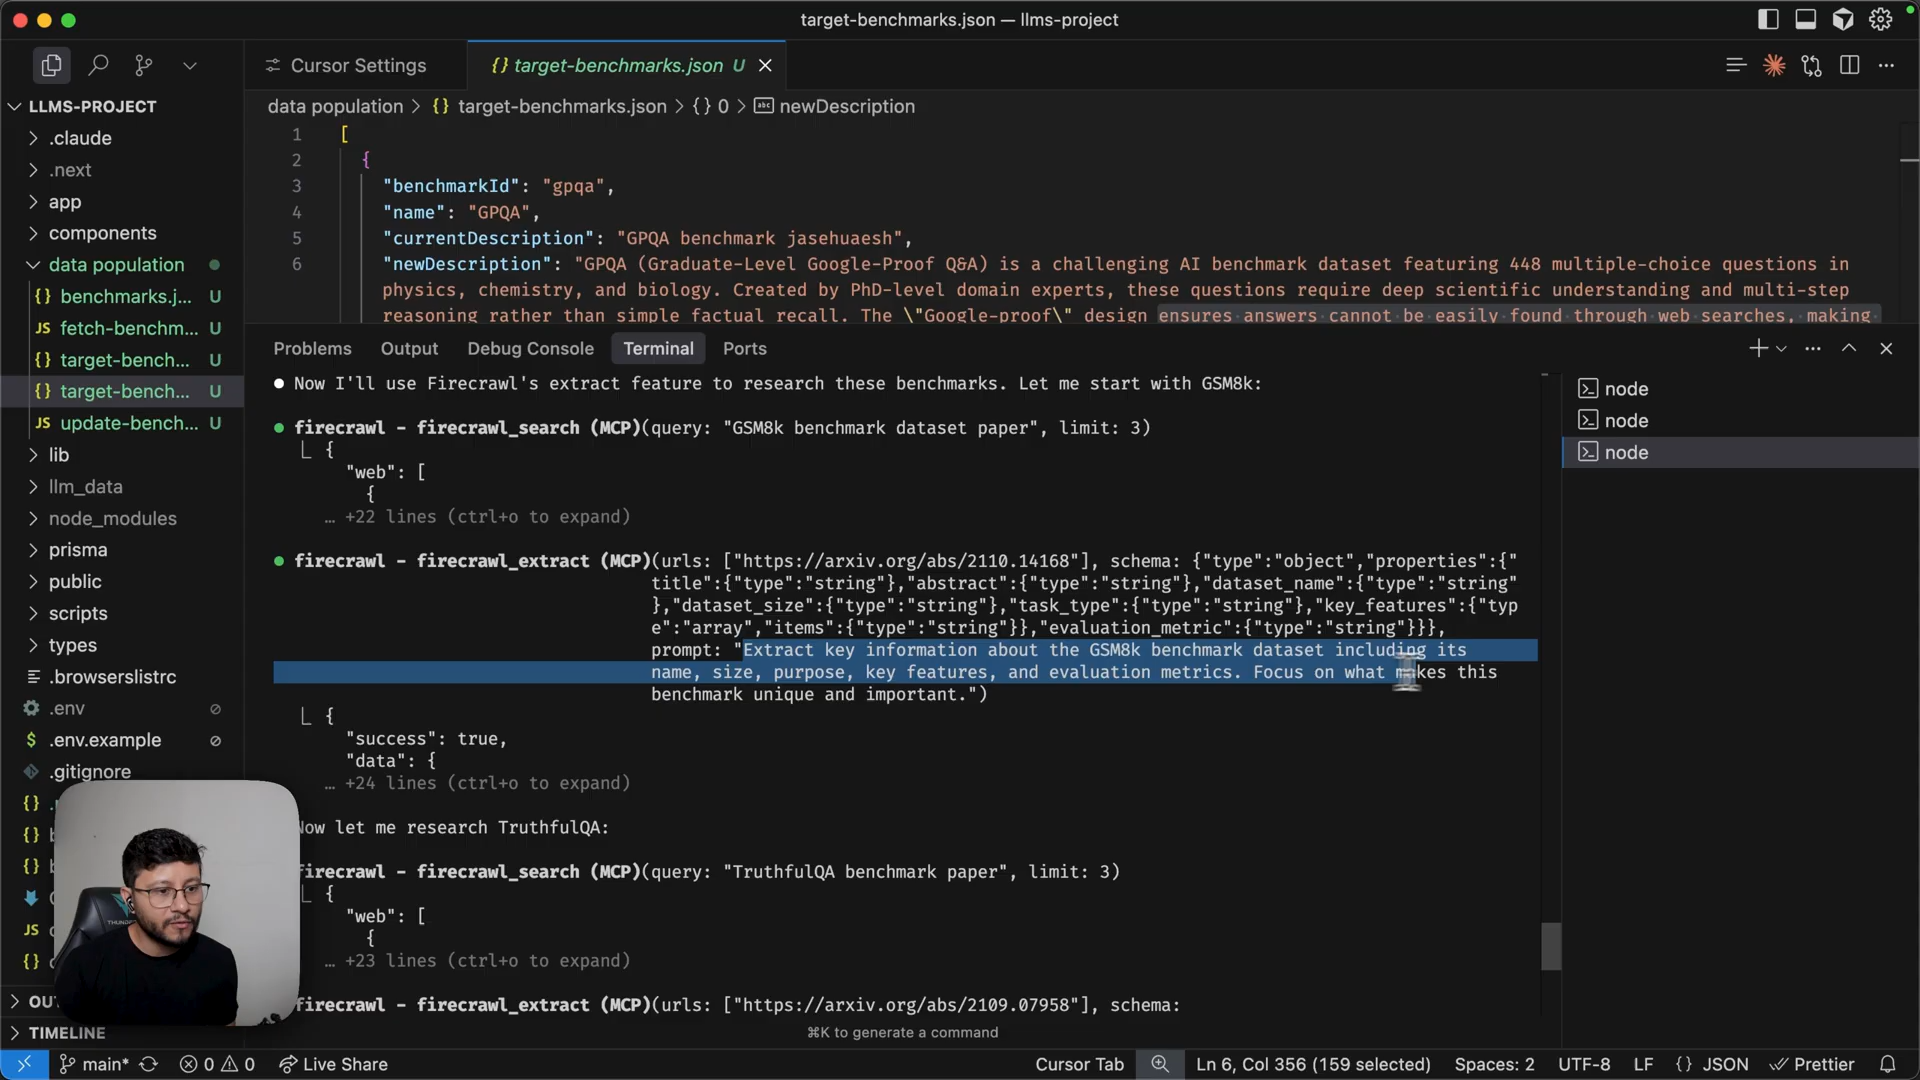 target-benchmarks.json — llms-project
Cursor Settings
{} target-benchmarks.json U
LLMS-PROJECT
data population > {} target-benchmarks.json > {} 0 > abc newDescription
.claude
.next
app
components
data population
benchmarks.j... U
JS fetch-benchm... U
{} target-bench... U
{} target-bench... U
JS update-bench... U
lib
llm_data
node_modules
prisma
public
scripts
types
.browserslistrc
.env
$ .env.example
.gitignore
1 [
2 {
3 "benchmarkId": "gpqa",
4 "name": "GPQA",
5 "currentDescription": "GPQA benchmark jasehuaesh",
6 "newDescription": "GPQA (Graduate-Level Google-Proof Q&A) is a challenging AI benchmark dataset featuring 448 multiple-choice questions in
physics, chemistry, and biology. Created by PhD-level domain experts, these questions require deep scientific understanding and multi-step
reasoning rather than simple factual recall. The \"Google-proof\" design ensures answers cannot be easily found through web searches, making
Problems Output Debug Console Terminal Ports
Now I'll use Firecrawl's extract feature to research these benchmarks. Let me start with GSM8k:
firecrawl - firecrawl_search (MCP)(query: "GSM8k benchmark dataset paper", limit: 3)
{
"web": [
{
… +22 lines (ctrl+o to expand)
firecrawl - firecrawl_extract (MCP)(urls: ["https://arxiv.org/abs/2110.14168"], schema: {"type":"object","properties":{"
title":{"type":"string"},"abstract":{"type":"string"},"dataset_name":{"type":"string"
},"dataset_size":{"type":"string"},"task_type":{"type":"string"},"key_features":{"typ
e":"array","items":{"type":"string"}},"evaluation_metric":{"type":"string"}}},
prompt: "Extract key information about the GSM8k benchmark dataset including its
name, size, purpose, key features, and evaluation metrics. Focus on what makes this
benchmark unique and important.")
{
"success": true,
"data": {
… +24 lines (ctrl+o to expand)
Now let me research TruthfulQA:
firecrawl - firecrawl_search (MCP)(query: "TruthfulQA benchmark paper", limit: 3)
{
"web": [
{
… +23 lines (ctrl+o to expand)
firecrawl - firecrawl_extract (MCP)(urls: ["https://arxiv.org/abs/2109.07958"], schema:
⌘K to generate a command
node
node
node
TIMELINE
main* 0 0 Live Share
Cursor Tab Ln 6, Col 356 (159 selected) Spaces: 2 UTF-8 LF {} JSON Prettier